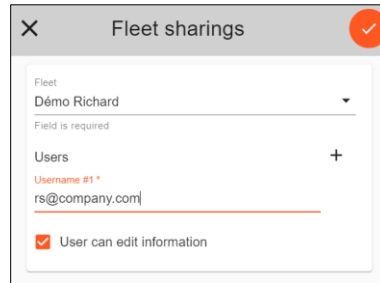 Fleet sharings
Fleet
Démo Richard
Field is required
Users
Username #1 *
rs@company.com
User can edit information